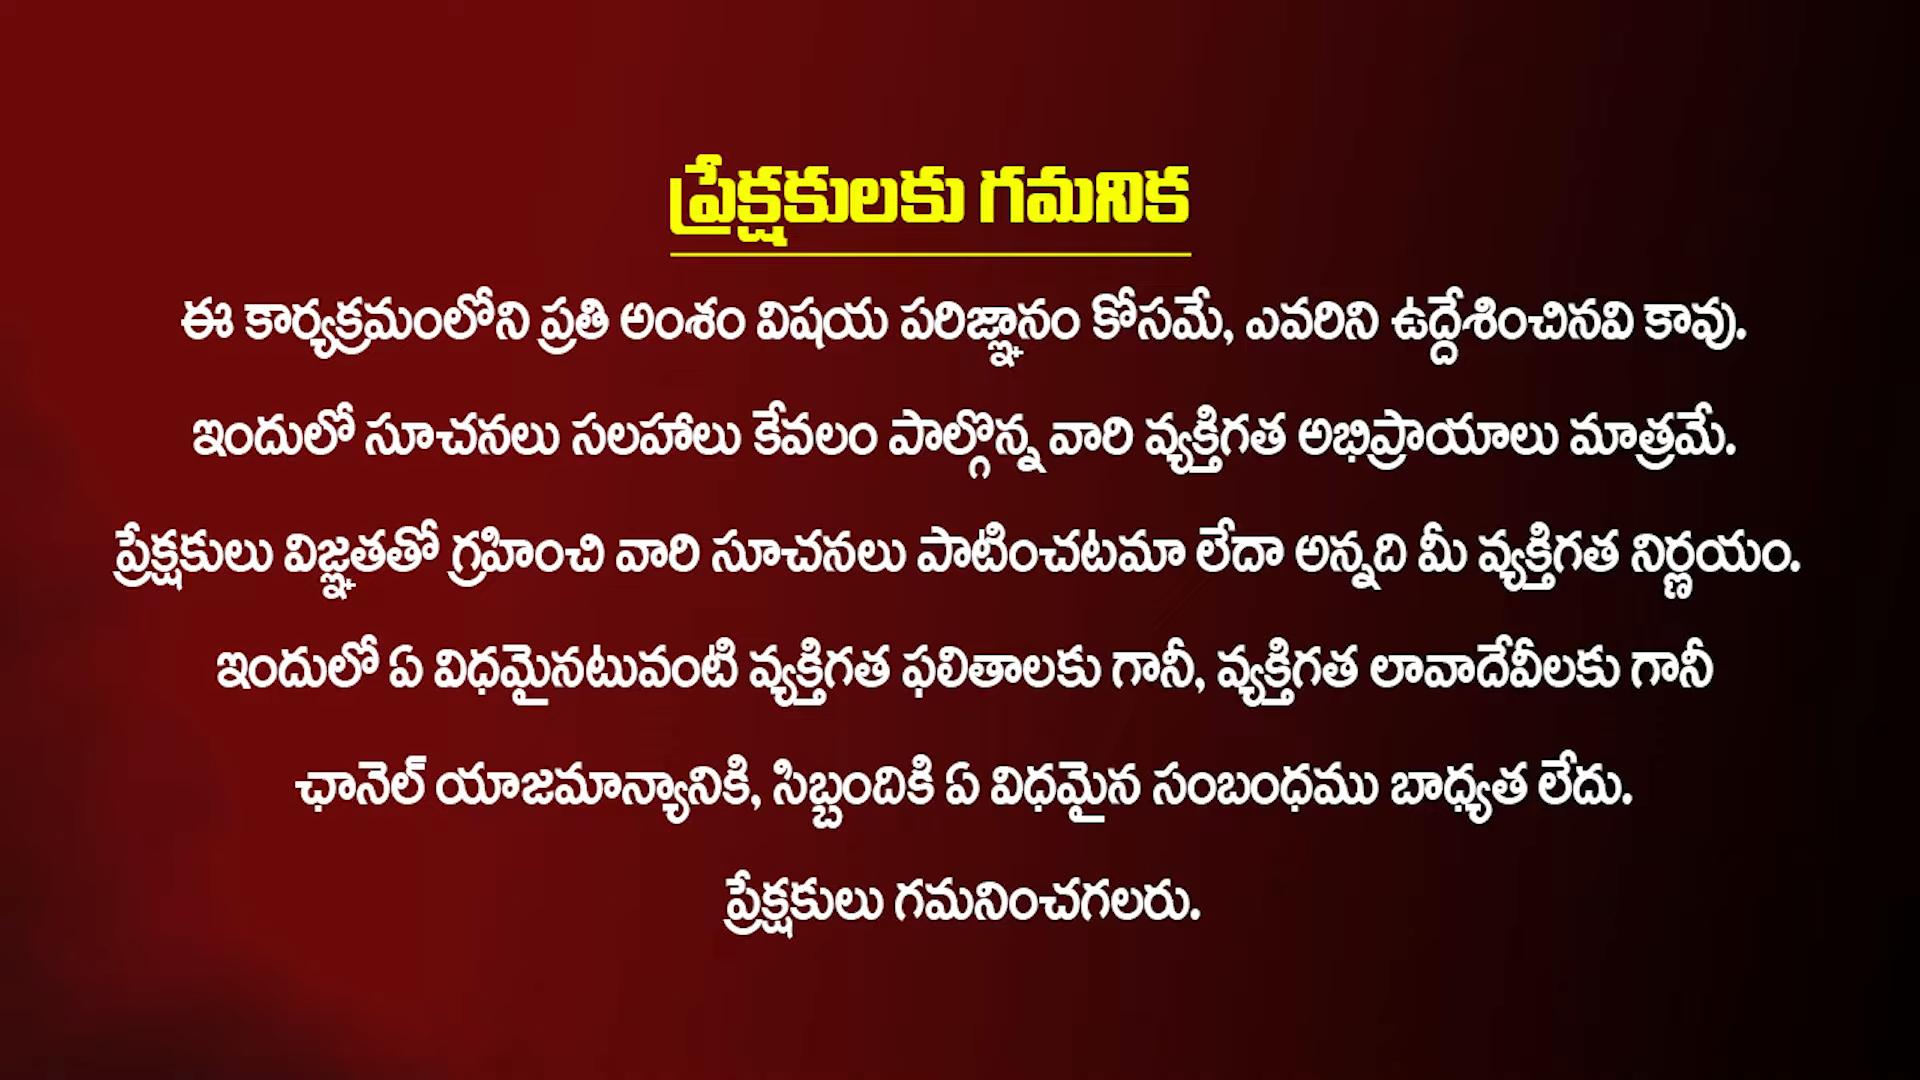 ప్రేక్షకులకు గమనిక
ఈ కార్యక్రమంలోని ప్రతి అంశం విషయ పరిజ్ఞానం కోసమే, ఎవరిని ఉద్దేశించినవి కావు.
ఇందులో సూచనలు సలహాలు కేవలం పాల్గొన్న వారి వ్యక్తిగత అభిప్రాయాలు మాత్రమే.
ప్రేక్షకులు విజ్ఞతతో గ్రహించి వారి సూచనలు పాటించటమా లేదా అన్నది మీ వ్యక్తిగత నిర్ణయం.
ఇందులో ఏ విధమైనటువంటి వ్యక్తిగత ఫలితాలకు గానీ, వ్యక్తిగత లావాదేవీలకు గానీ
ఛానెల్ యాజమాన్యానికి, సిబ్బందికి ఏ విధమైన సంబంధము బాధ్యత లేదు.
ప్రేక్షకులు గమనించగలరు.